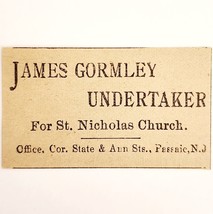 JAMES GORMLEY
UNDERTAKER
For St. Nicholas Church.
Office, Cor. State & Ann Sts., Passaic, N.J